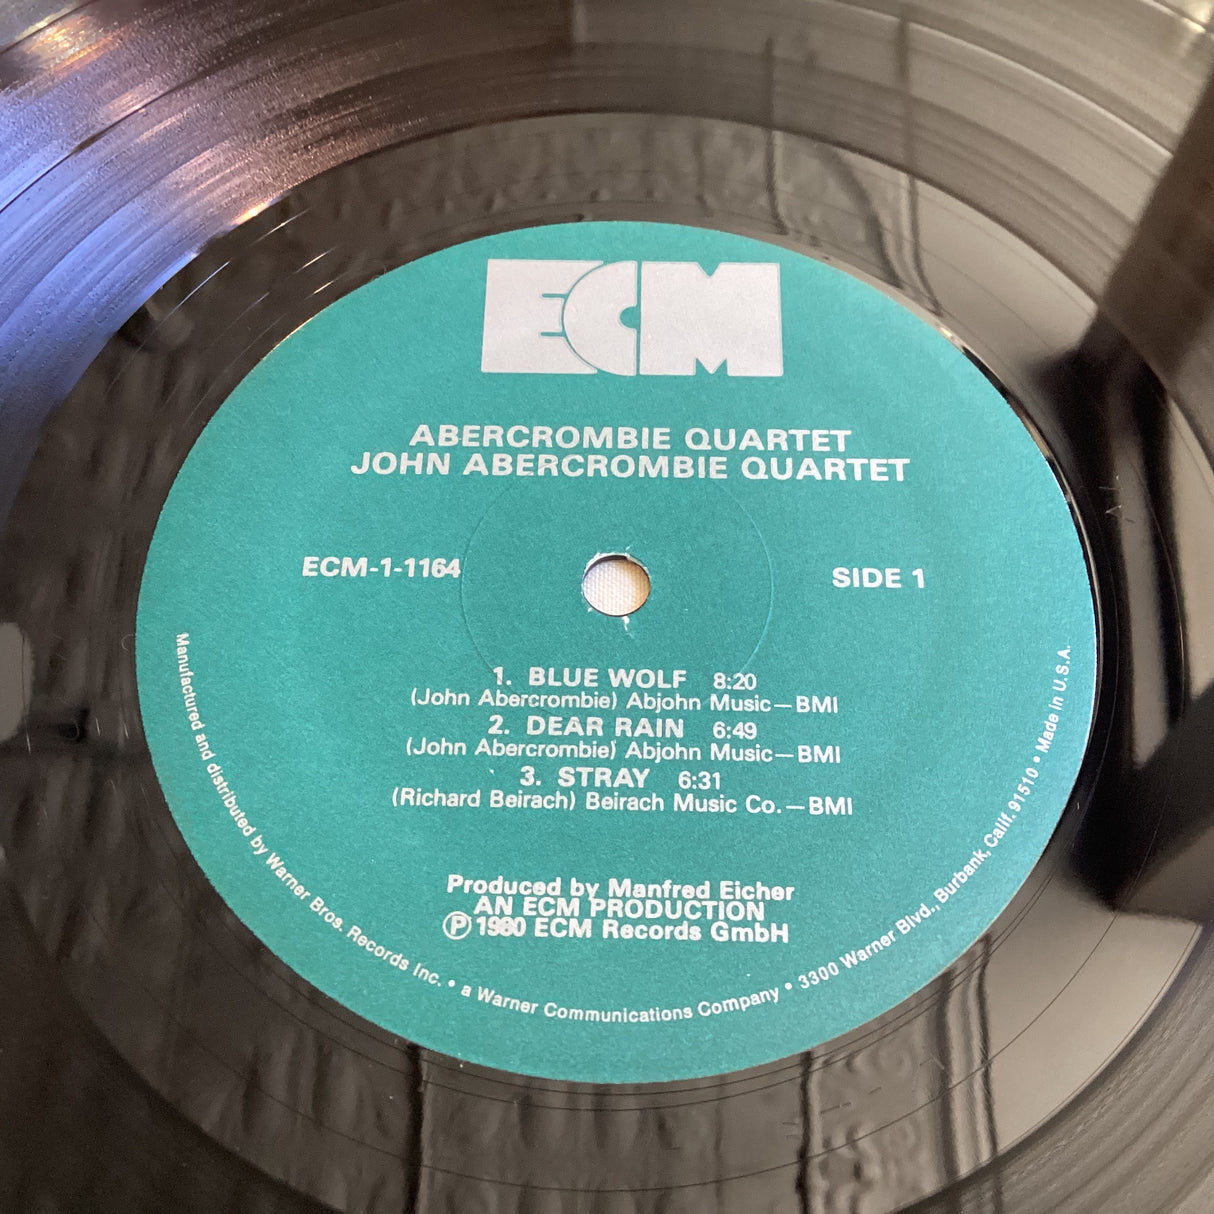 ECM
ABERCROMBIE QUARTET
JOHN ABERCROMBIE QUARTET
ECM-1-1164
SIDE 1
1. BLUE WOLF 8:20
(John Abercrombie) Abjohn Music—BMI
2. DEAR RAIN 6:49
(John Abercrombie) Abjohn Music—BMI
3. STRAY 6:31
(Richard Beirach) Beirach Music Co.—BMI
Produced by Manfred Eicher
AN ECM PRODUCTION
Ⓟ 1980 ECM Records GmbH
Manufactured and distributed by Warner Bros. Records Inc. • a Warner Communications Company • 3300 Warner Blvd., Burbank, Calif. 91510 • Made in U.S.A.